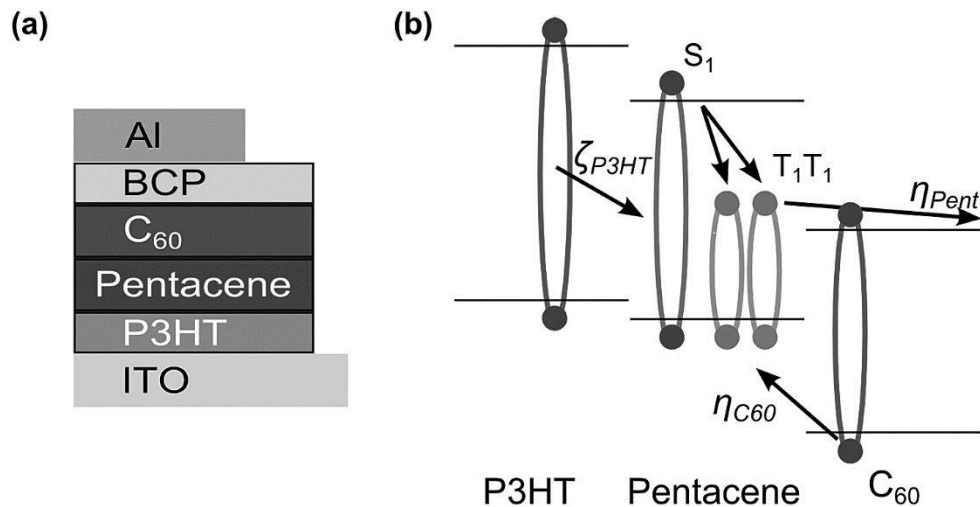 (a)
Al
BCP
C₆₀
Pentacene
P3HT
ITO
(b)
S₁
ζP3HT
T₁T₁
ηPent
ηC60
P3HT
Pentacene
C₆₀